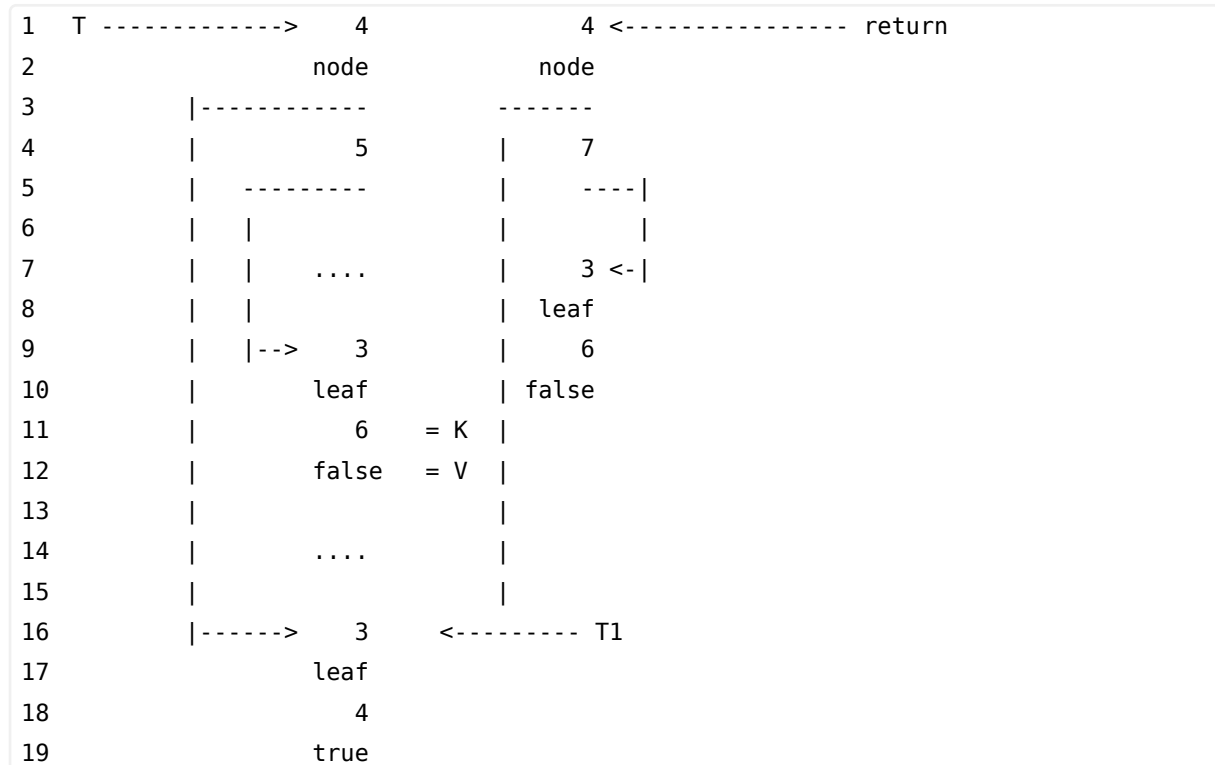 1  T ------------->    4             4 <---------------- return
2                  node          node
3          |------------        -------
4          |           5        |    7
5          |   ---------        |    ----|
6          |   |                |        |
7          |   |    ....        |    3 <-|
8          |   |                |  leaf
9          |   |-->    3        |    6
10         |        leaf        | false
11         |           6    = K |
12         |        false   = V |
13         |                    |
14         |        ....        |
15         |                    |
16         |------>    3     <--------- T1
17                 leaf
18                    4
19                 true